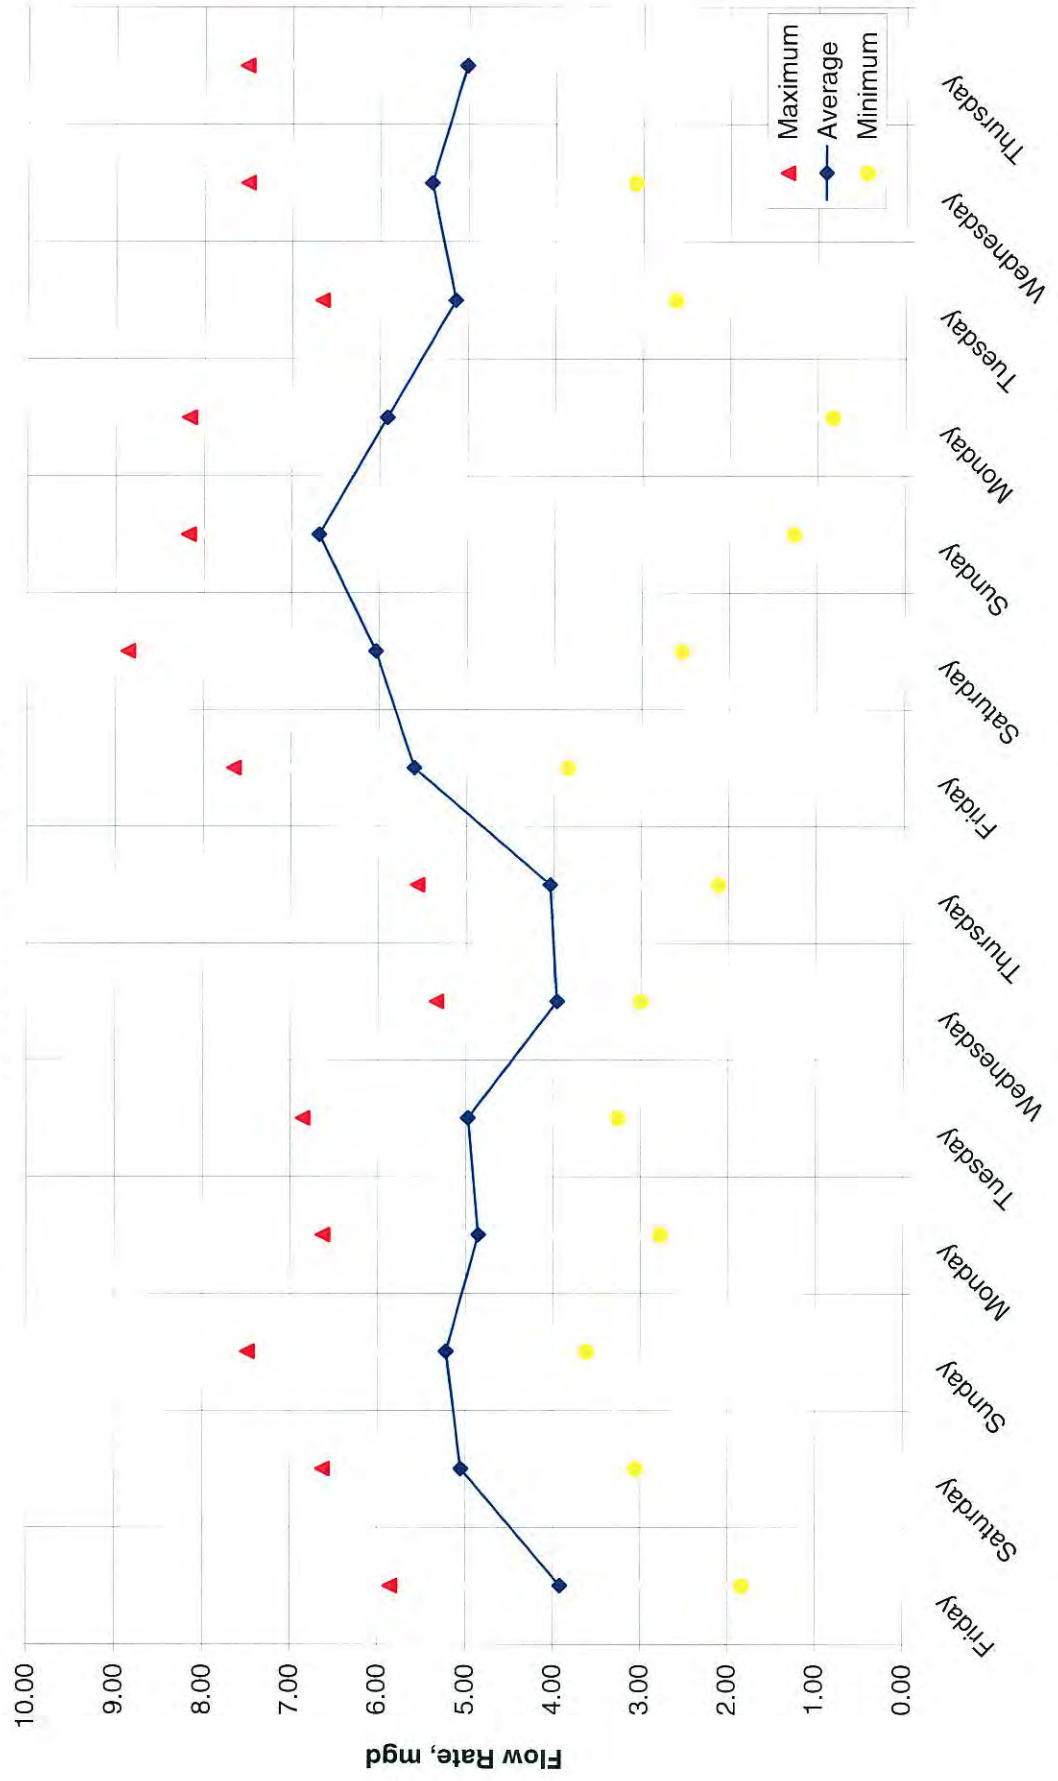 10.00
9.00
8.00
7.00
6.00
5.00
4.00
3.00
2.00
1.00
0.00
Flow Rate, mgd
Friday
Saturday
Sunday
Monday
Tuesday
Wednesday
Thursday
Friday
Saturday
Sunday
Monday
Tuesday
Wednesday
Thursday
Maximum
Average
Minimum